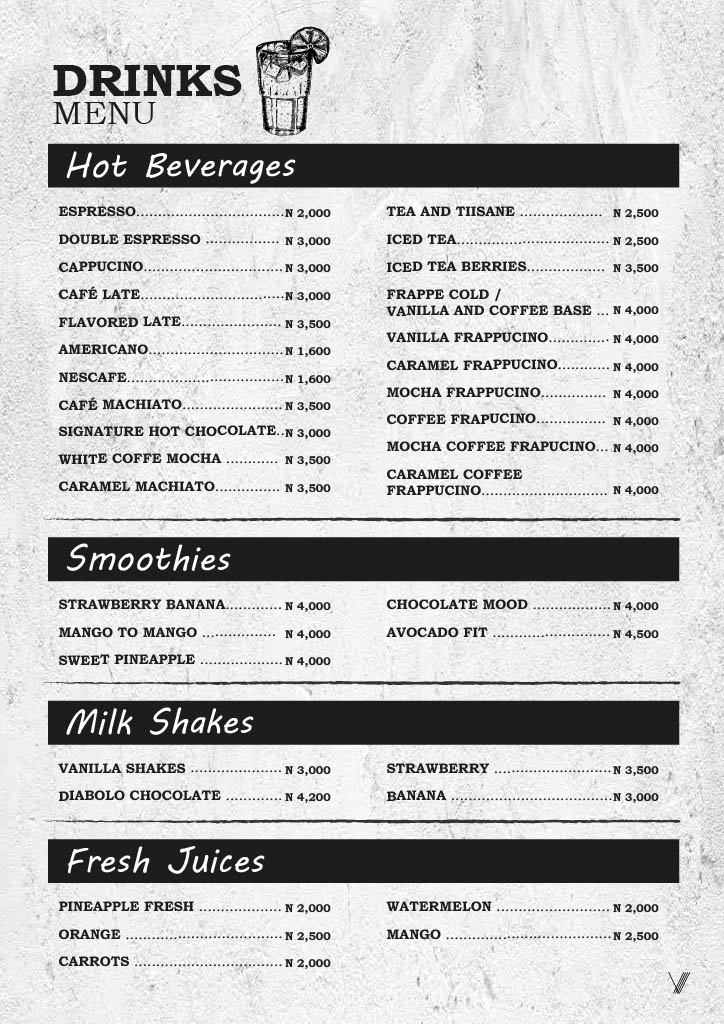 DRINKS
MENU
Hot Beverages
ESPRESSO..................................N 2,000
DOUBLE ESPRESSO ................. N 3,000
CAPPUCINO................................N 3,000
CAFÉ LATE.................................N 3,000
FLAVORED LATE....................... N 3,500
AMERICANO...............................N 1,600
NESCAFE....................................N 1,600
CAFÉ MACHIATO....................... N 3,500
SIGNATURE HOT CHOCOLATE..N 3,000
WHITE COFFE MOCHA ............ N 3,500
CARAMEL MACHIATO............... N 3,500
TEA AND TIISANE ................... N 2,500
ICED TEA...................................N 2,500
ICED TEA BERRIES.................. N 3,500
FRAPPE COLD /
VANILLA AND COFFEE BASE ... N 4,000
VANILLA FRAPPUCINO.............. N 4,000
CARAMEL FRAPPUCINO............ N 4,000
MOCHA FRAPPUCINO............... N 4,000
COFFEE FRAPUCINO................ N 4,000
MOCHA COFFEE FRAPUCINO... N 4,000
CARAMEL COFFEE
FRAPPUCINO............................. N 4,000
Smoothies
STRAWBERRY BANANA............. N 4,000
MANGO TO MANGO ................. N 4,000
SWEET PINEAPPLE ................... N 4,000
CHOCOLATE MOOD ..................N 4,000
AVOCADO FIT ...........................N 4,500
Milk Shakes
VANILLA SHAKES ..................... N 3,000
DIABOLO CHOCOLATE ............. N 4,200
STRAWBERRY ...........................N 3,500
BANANA .....................................N 3,000
Fresh Juices
PINEAPPLE FRESH ................... N 2,000
ORANGE .................................... N 2,500
CARROTS .................................. N 2,000
WATERMELON .......................... N 2,000
MANGO ...................................... N 2,500